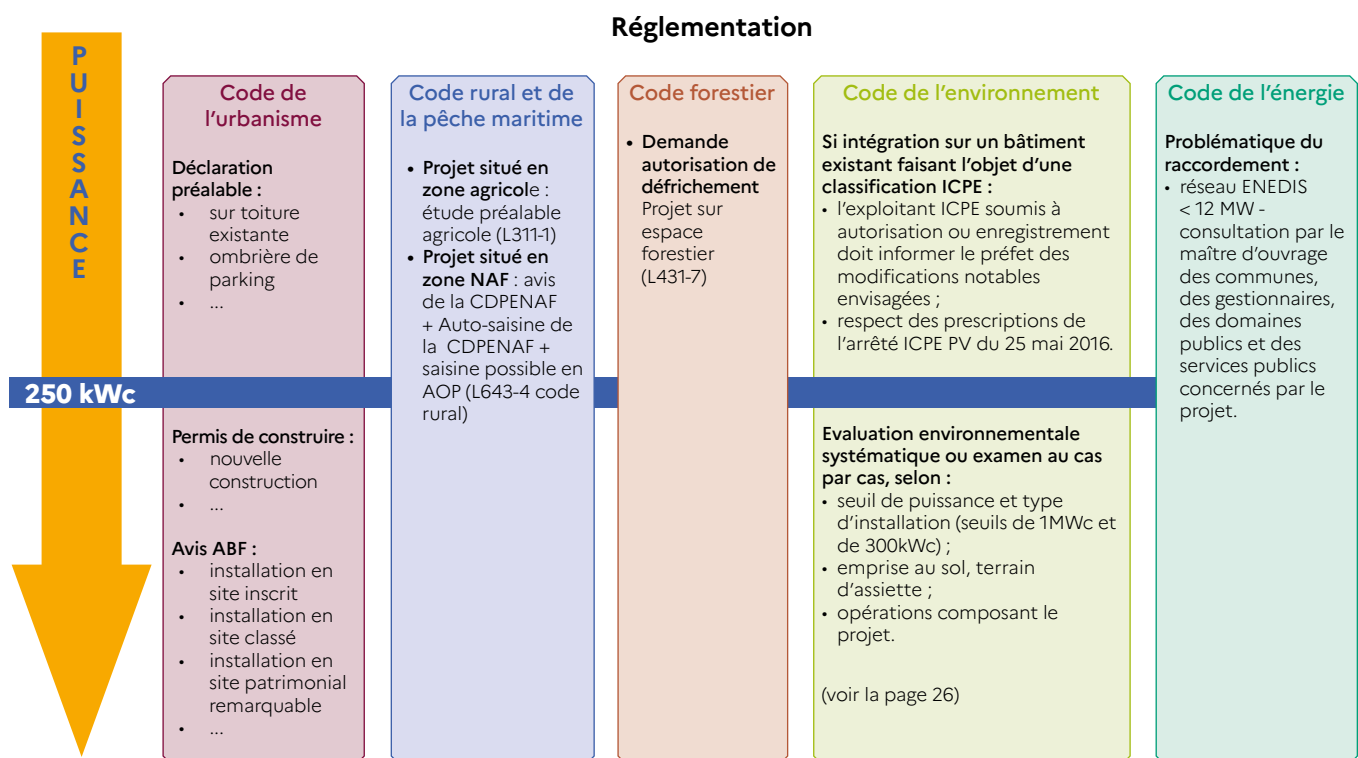 Réglementation
P
U
I
S
S
A
N
C
E
250 kWc
Code de
l'urbanisme
Déclaration
préalable :
• sur toiture
existante
• ombrière de
parking
• ...
Permis de construire :
• nouvelle
construction
• ...
Avis ABF :
• installation en
site inscrit
• installation en
site classé
• installation en
site patrimonial
remarquable
• ...
Code rural et de
la pêche maritime
• Projet situé en
zone agricole :
étude préalable
agricole (L311-1)
• Projet situé en
zone NAF : avis
de la CDPENAF
+ Auto-saisine de
la CDPENAF +
saisine possible en
AOP (L643-4 code
rural)
Code forestier
• Demande
autorisation de
défrichement
Projet sur
espace
forestier
(L431-7)
Code de l'environnement
Si intégration sur un bâtiment
existant faisant l'objet d'une
classification ICPE :
• l'exploitant ICPE soumis à
autorisation ou enregistrement
doit informer le préfet des
modifications notables
envisagées ;
• respect des prescriptions de
l'arrêté ICPE PV du 25 mai 2016.
Evaluation environnementale
systématique ou examen au cas
par cas, selon :
• seuil de puissance et type
d'installation (seuils de 1MWc et
de 300kWc) ;
• emprise au sol, terrain
d'assiette ;
• opérations composant le
projet.
(voir la page 26)
Code de l'énergie
Problématique du
raccordement :
• réseau ENEDIS
< 12 MW -
consultation par le
maître d'ouvrage
des communes,
des gestionnaires,
des domaines
publics et des
services publics
concernés par le
projet.